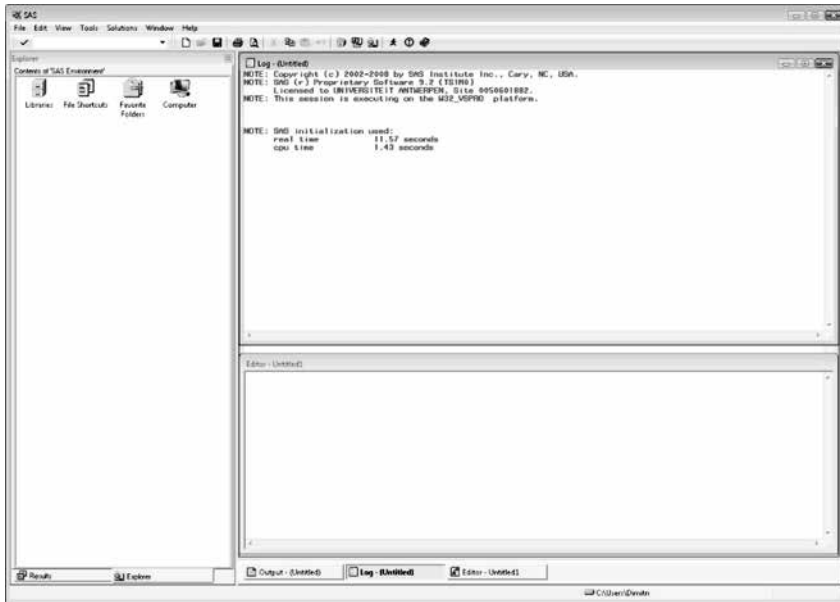 SAS
File Edit View Tools Solutions Window Help
Explorer
Contents of 'SAS Environment'
Libraries
File Shortcuts
Favorite Folders
Computer
Log - (Untitled)
NOTE: Copyright (c) 2002-2008 by SAS Institute Inc., Cary, NC, USA.
NOTE: SAS (r) Proprietary Software 9.2 (TS1M0)
Licensed to UNIVERSITEIT ANTWERPEN, Site 0050601882.
NOTE: This session is executing on the W32_VSPRO platform.
NOTE: SAS initialization used:
real time 11.57 seconds
cpu time 1.43 seconds
Editor - Untitled1
Results
Explorer
Output - (Untitled)
Log - (Untitled)
Editor - Untitled1
C:\Users\Dimitri